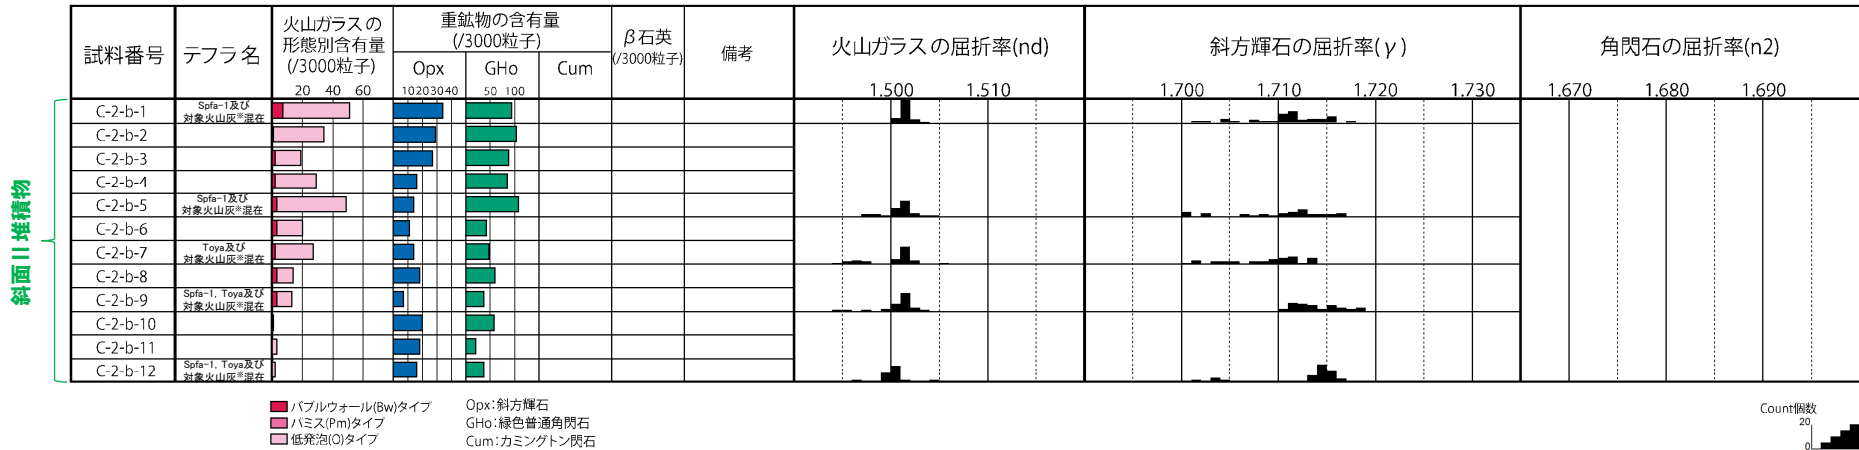 試料番号
テフラ名
火山ガラスの
形態別含有量
(/3000粒子)
20 40 60
重鉱物の含有量
(/3000粒子)
Opx GHo Cum
10 20 30 40 50 100
β石英
(/3000粒子)
備考
火山ガラスの屈折率(nd)
1.500 1.510
斜方輝石の屈折率(γ)
1.700 1.710 1.720 1.730
角閃石の屈折率(n2)
1.670 1.680 1.690
斜面II堆積物
C-2-b-1
Spfa-1及び
対象火山灰※混在
C-2-b-2
C-2-b-3
C-2-b-4
C-2-b-5
Spfa-1及び
対象火山灰※混在
C-2-b-6
C-2-b-7
Toya及び
対象火山灰※混在
C-2-b-8
C-2-b-9
Spfa-1, Toya及び
対象火山灰※混在
C-2-b-10
C-2-b-11
C-2-b-12
Spfa-1, Toya及び
対象火山灰※混在
バブルウォール(Bw)タイプ
パミス(Pm)タイプ
低発泡(O)タイプ
Opx:斜方輝石
GHo:緑色普通角閃石
Cum:カミングトン閃石
Count個数
20
0